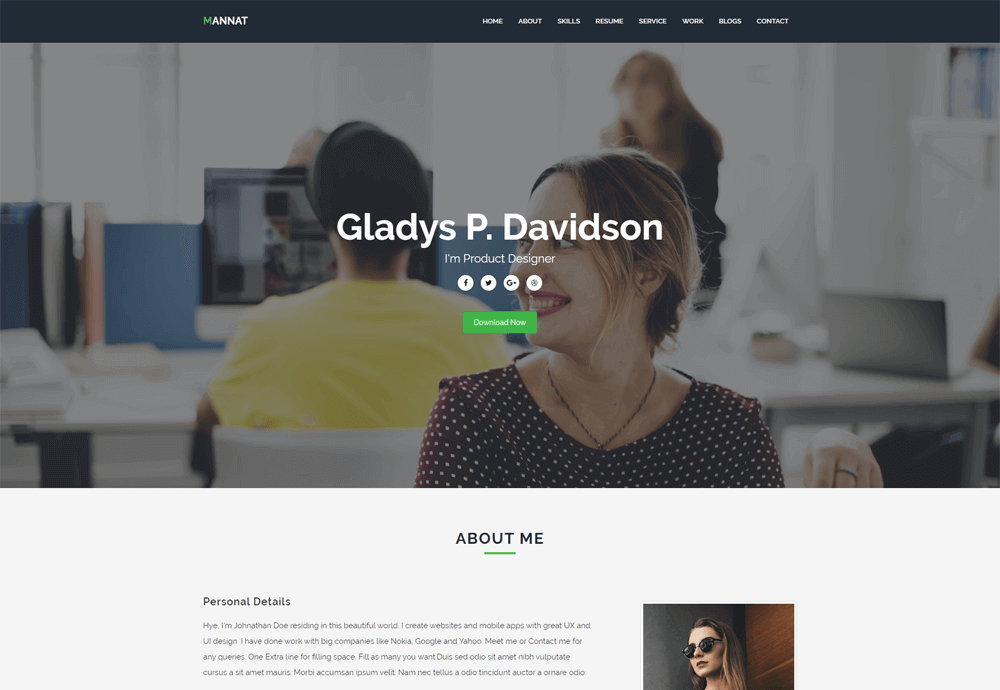 MANNAT
HOME ABOUT SKILLS RESUME SERVICE WORK BLOGS CONTACT
Gladys P. Davidson
I'm Product Designer
Download Now
ABOUT ME
Personal Details
Hye, I'm Johnathan Doe residing in this beautiful world. I create websites and mobile apps with great UX and
UI design. I have done work with big companies like Nokia, Google and Yahoo. Meet me or Contact me for
any queries. One Extra line for filling space. Fill as many you want.Duis sed odio sit amet nibh vulputate
cursus a sit amet mauris. Morbi accumsan ipsum velit. Nam nec tellus a odio tincidunt auctor a ornare odio.